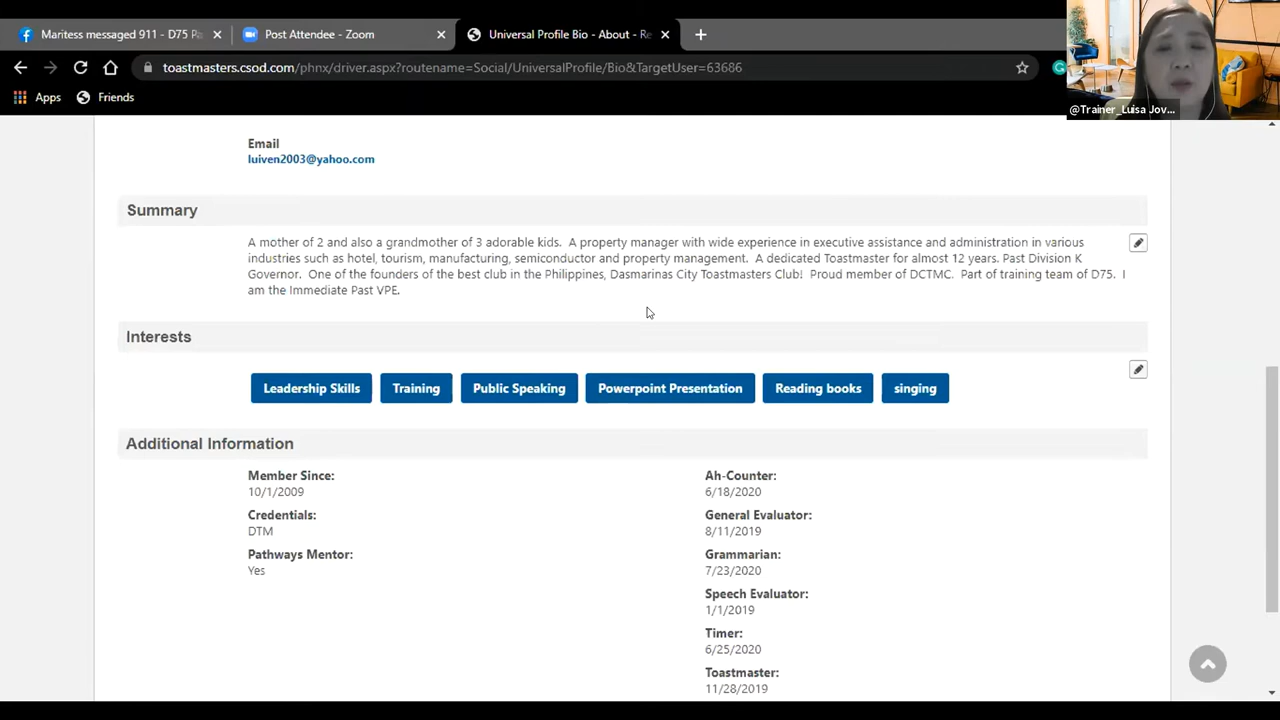 Maritess messaged 911 - D75 Pa
Post Attendee - Zoom
Universal Profile Bio - About - Re
toastmasters.csod.com/phnx/driver.aspx?routename=Social/UniversalProfile/Bio&TargetUser=63686
Apps
Friends
@Trainer_Luisa Jov...
Email
luiven2003@yahoo.com
Summary
A mother of 2 and also a grandmother of 3 adorable kids. A property manager with wide experience in executive assistance and administration in various
industries such as hotel, tourism, manufacturing, semiconductor and property management. A dedicated Toastmaster for almost 12 years. Past Division K
Governor. One of the founders of the best club in the Philippines, Dasmarinas City Toastmasters Club! Proud member of DCTMC. Part of training team of D75. I
am the Immediate Past VPE.
Interests
Leadership Skills
Training
Public Speaking
Powerpoint Presentation
Reading books
singing
Additional Information
Member Since:
10/1/2009
Credentials:
DTM
Pathways Mentor:
Yes
Ah-Counter:
6/18/2020
General Evaluator:
8/11/2019
Grammarian:
7/23/2020
Speech Evaluator:
1/1/2019
Timer:
6/25/2020
Toastmaster:
11/28/2019